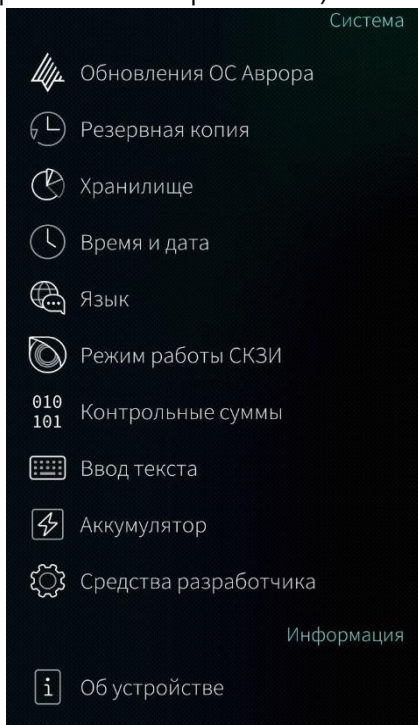 Система
Обновления ОС Аврора
Резервная копия
Хранилище
Время и дата
Язык
Режим работы СКЗИ
010
101
Контрольные суммы
Ввод текста
Аккумулятор
Средства разработчика
Информация
Об устройстве